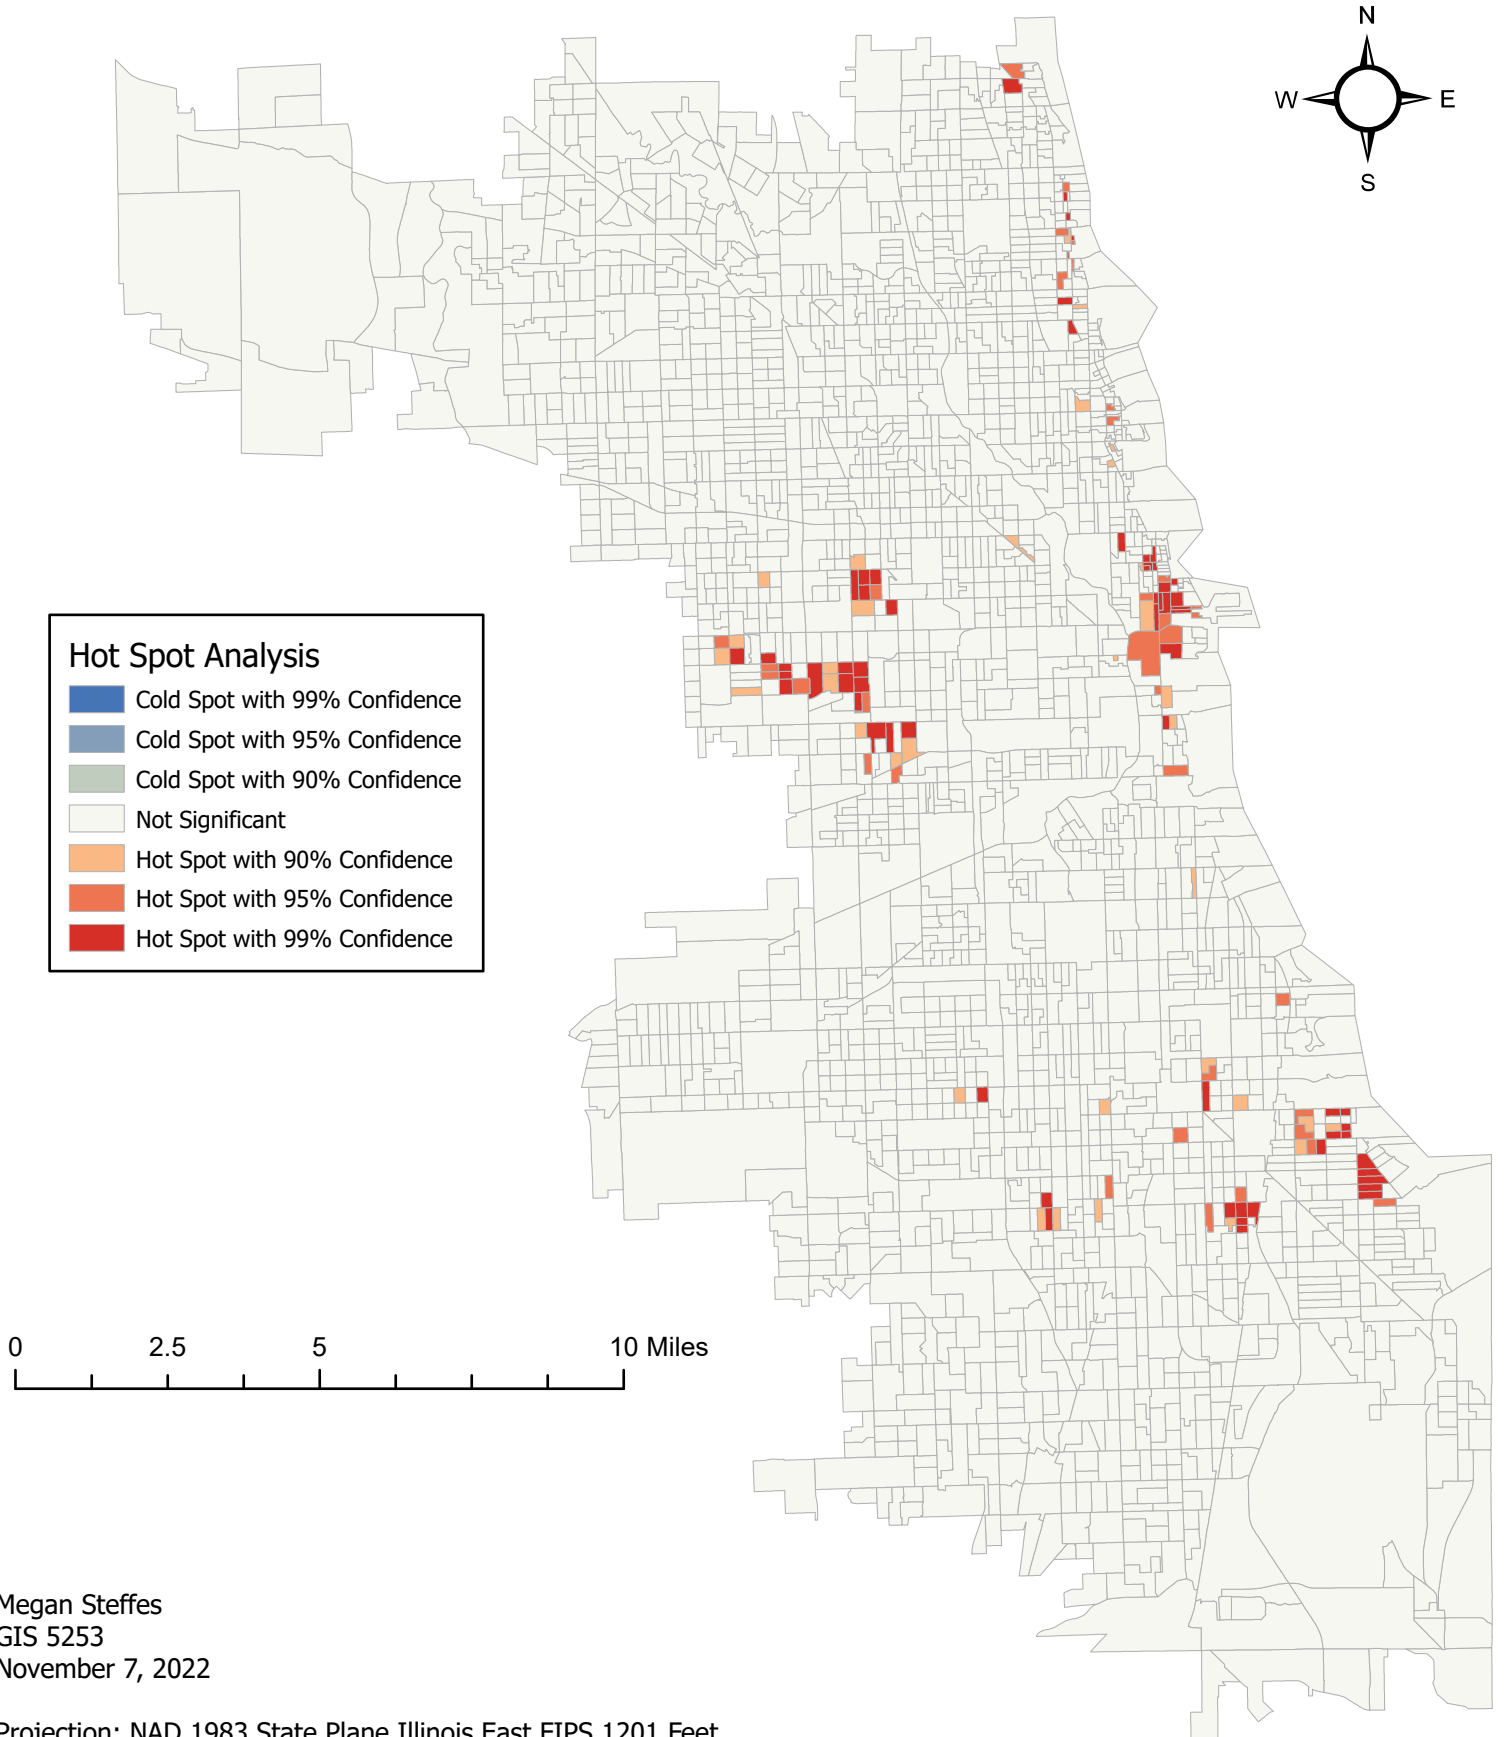 N
W E
S
Hot Spot Analysis
Cold Spot with 99% Confidence
Cold Spot with 95% Confidence
Cold Spot with 90% Confidence
Not Significant
Hot Spot with 90% Confidence
Hot Spot with 95% Confidence
Hot Spot with 99% Confidence
0 2.5 5 10 Miles
Megan Steffes
GIS 5253
November 7, 2022
Projection: NAD 1983 State Plane Illinois East FIPS 1201 Feet